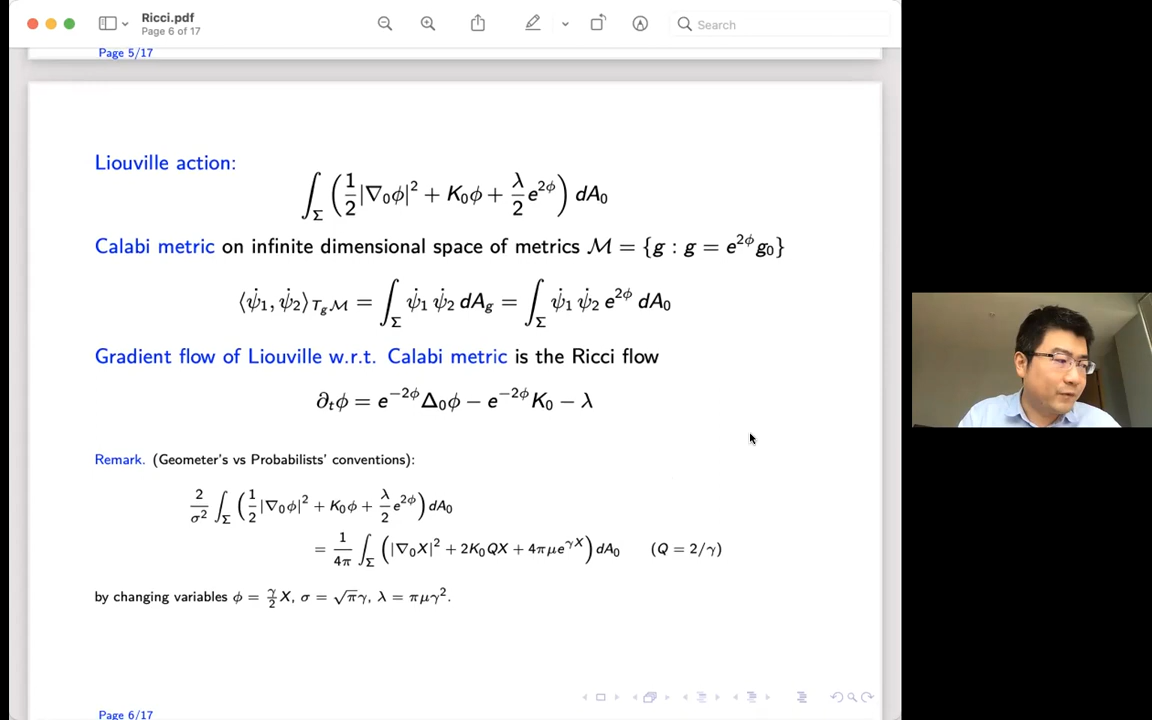 Ricci.pdf
Page 6 of 17
Search
Page 5/17
Liouville action:
∫_Σ (1/2 |∇₀ϕ|² + K₀ϕ + λ/2 e^{2ϕ}) dA₀
Calabi metric on infinite dimensional space of metrics ℳ = {g : g = e^{2ϕ}g₀}
⟨ψ̇₁, ψ̇₂⟩_{T_gℳ} = ∫_Σ ψ̇₁ ψ̇₂ dA_g = ∫_Σ ψ̇₁ ψ̇₂ e^{2ϕ} dA₀
Gradient flow of Liouville w.r.t. Calabi metric is the Ricci flow
∂_tϕ = e^{−2ϕ}Δ₀ϕ − e^{−2ϕ}K₀ − λ
Remark. (Geometer's vs Probabilists' conventions):
2/σ² ∫_Σ (1/2 |∇₀ϕ|² + K₀ϕ + λ/2 e^{2ϕ}) dA₀
= 1/4π ∫_Σ (|∇₀X|² + 2K₀QX + 4πμe^{γX}) dA₀ (Q = 2/γ)
by changing variables ϕ = γ/2 X, σ = √πγ, λ = πμγ².
Page 6/17